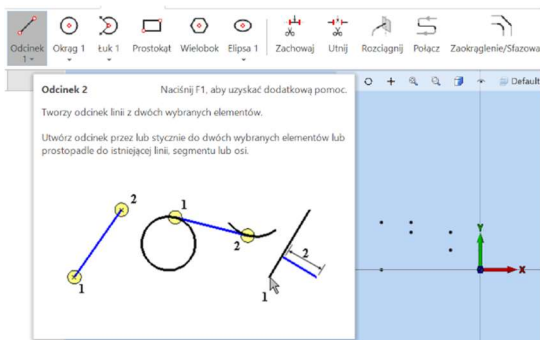 Odcinek 1 Okrąg 1 Łuk 1 Prostokąt Wielobok Elipsa 1 Zachowaj Utnij Rozciągnij Połącz Zaokrąglenie/Sfazowa
Odcinek 2 Naciśnij F1, aby uzyskać dodatkową pomoc.
Default
Tworzy odcinek linii z dwóch wybranych elementów.
Utwórz odcinek przez lub stycznie do dwóch wybranych elementów lub
prostopadle do istniejącej linii, segmentu lub osi.
2
1
1
2
2
1
Y
X